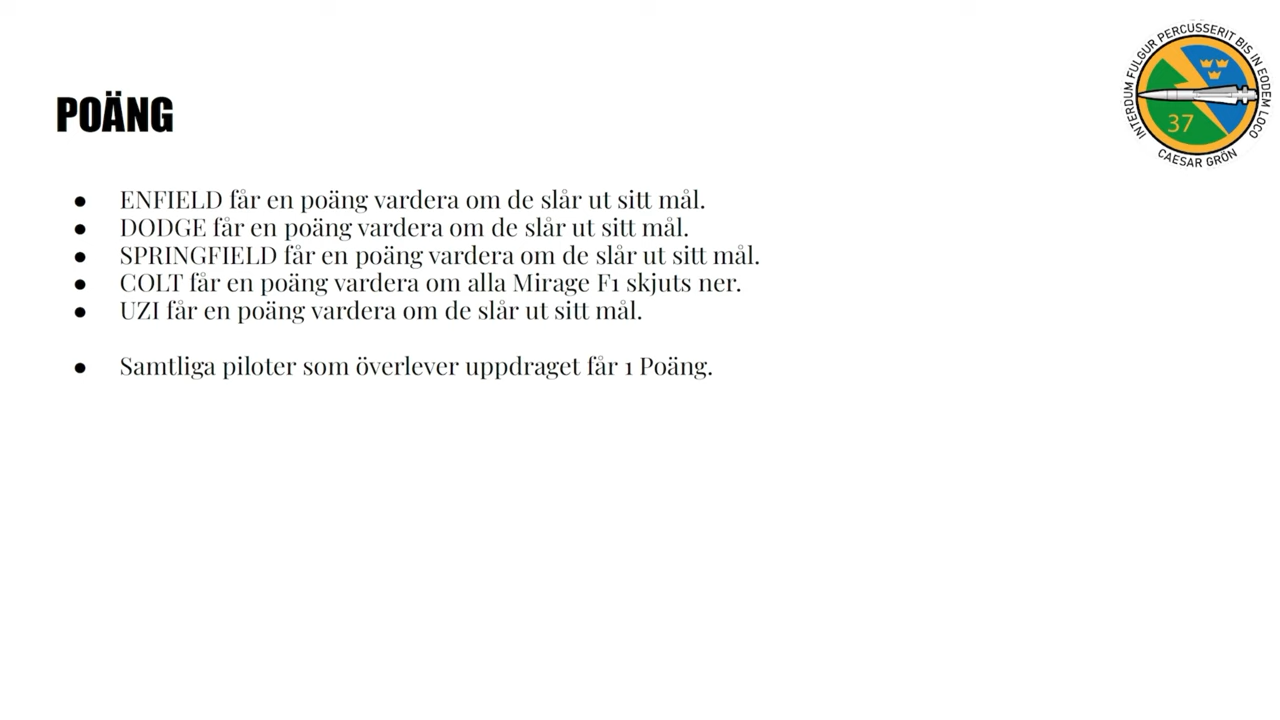 INTERDUM FULGUR PERCUSSERIT BIS IN EODEM LOCO
37
CAESAR GRÖN
POÄNG
● ENFIELD får en poäng vardera om de slår ut sitt mål.
● DODGE får en poäng vardera om de slår ut sitt mål.
● SPRINGFIELD får en poäng vardera om de slår ut sitt mål.
● COLT får en poäng vardera om alla Mirage F1 skjuts ner.
● UZI får en poäng vardera om de slår ut sitt mål.
● Samtliga piloter som överlever uppdraget får 1 Poäng.